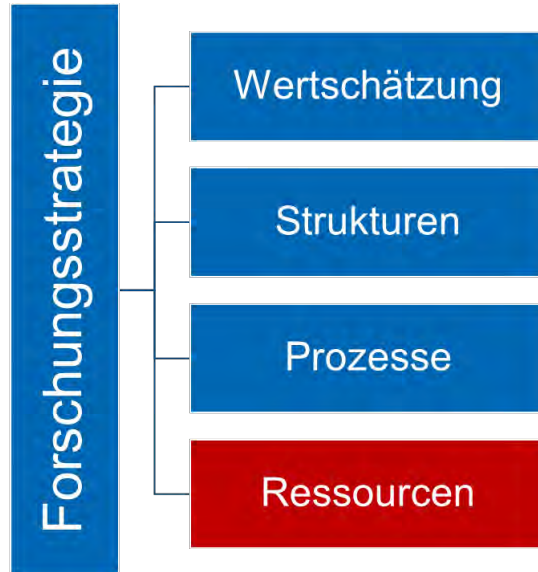 Forschungsstrategie
Wertschätzung
Strukturen
Prozesse
Ressourcen